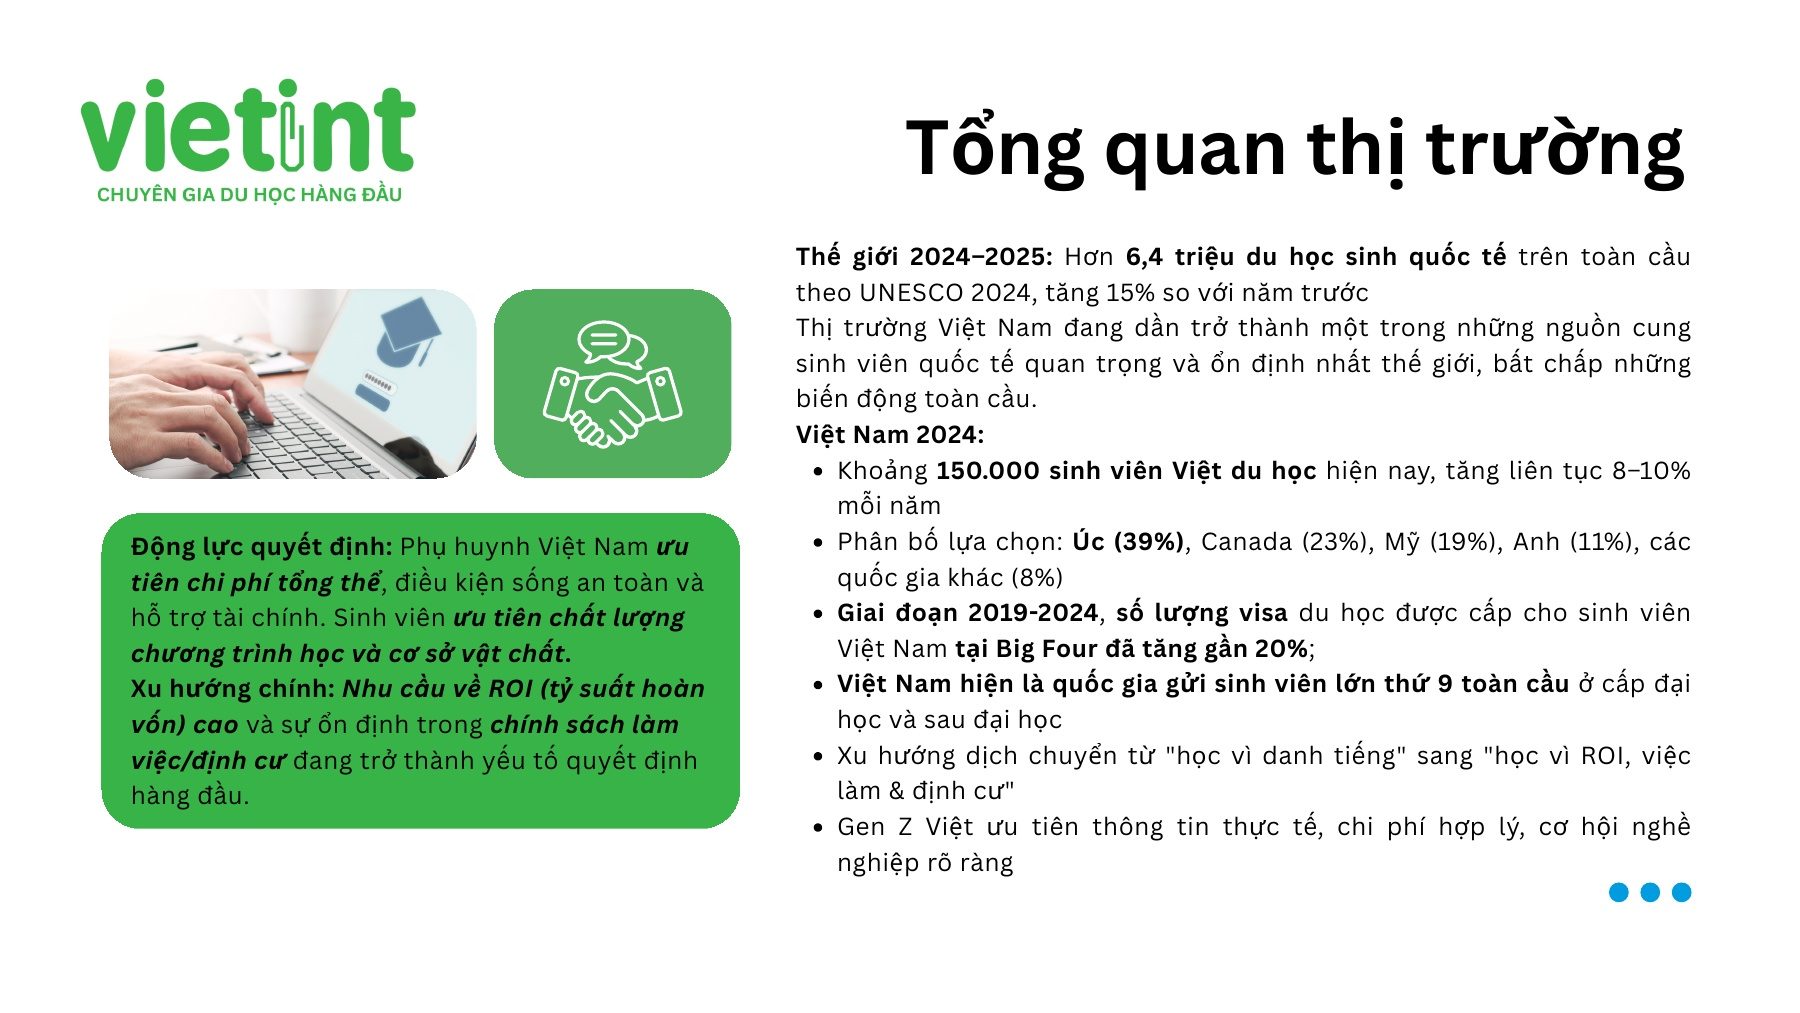 vietint
CHUYÊN GIA DU HỌC HÀNG ĐẦU
Tổng quan thị trường
Động lực quyết định: Phụ huynh Việt Nam ưu
tiên chi phí tổng thể, điều kiện sống an toàn và
hỗ trợ tài chính. Sinh viên ưu tiên chất lượng
chương trình học và cơ sở vật chất.
Xu hướng chính: Nhu cầu về ROI (tỷ suất hoàn
vốn) cao và sự ổn định trong chính sách làm
việc/định cư đang trở thành yếu tố quyết định
hàng đầu.
Thế giới 2024–2025: Hơn 6,4 triệu du học sinh quốc tế trên toàn cầu
theo UNESCO 2024, tăng 15% so với năm trước
Thị trường Việt Nam đang dần trở thành một trong những nguồn cung
sinh viên quốc tế quan trọng và ổn định nhất thế giới, bất chấp những
biến động toàn cầu.
Việt Nam 2024:
• Khoảng 150.000 sinh viên Việt du học hiện nay, tăng liên tục 8–10%
mỗi năm
• Phân bố lựa chọn: Úc (39%), Canada (23%), Mỹ (19%), Anh (11%), các
quốc gia khác (8%)
• Giai đoạn 2019-2024, số lượng visa du học được cấp cho sinh viên
Việt Nam tại Big Four đã tăng gần 20%;
• Việt Nam hiện là quốc gia gửi sinh viên lớn thứ 9 toàn cầu ở cấp đại
học và sau đại học
• Xu hướng dịch chuyển từ "học vì danh tiếng" sang "học vì ROI, việc
làm & định cư"
• Gen Z Việt ưu tiên thông tin thực tế, chi phí hợp lý, cơ hội nghề
nghiệp rõ ràng